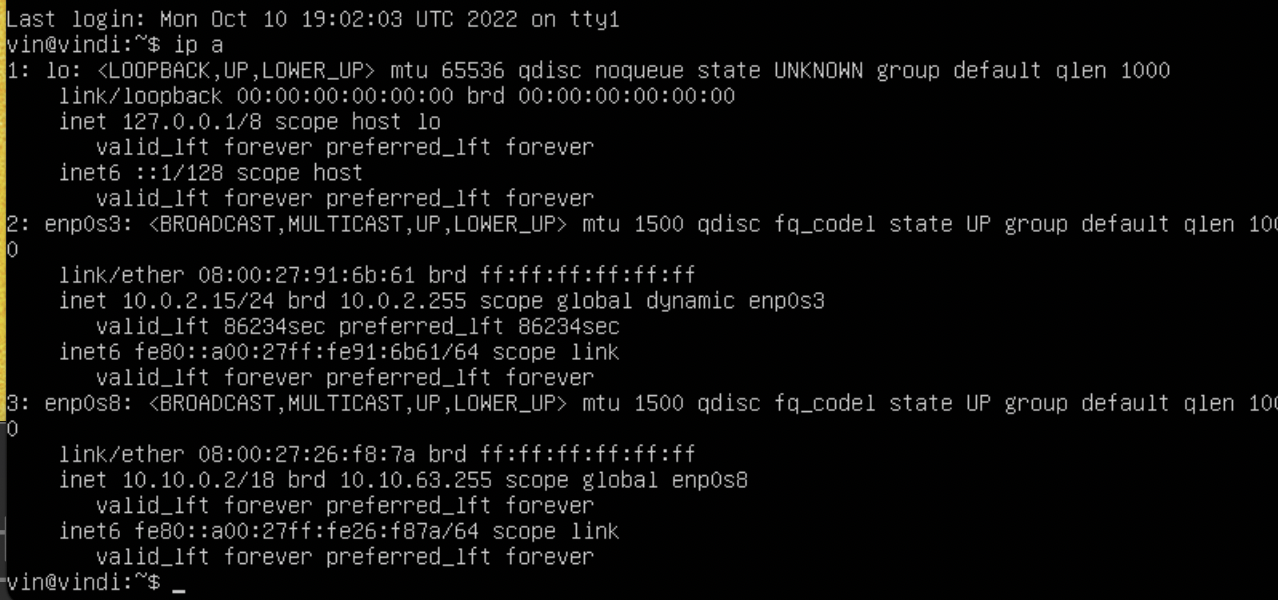 Last login: Mon Oct 10 19:02:03 UTC 2022 on tty1
vin@vindi:~$ ip a
1: lo: <LOOPBACK,UP,LOWER_UP> mtu 65536 qdisc noqueue state UNKNOWN group default qlen 1000
    link/loopback 00:00:00:00:00:00 brd 00:00:00:00:00:00
    inet 127.0.0.1/8 scope host lo
       valid_lft forever preferred_lft forever
    inet6 ::1/128 scope host
       valid_lft forever preferred_lft forever
2: enp0s3: <BROADCAST,MULTICAST,UP,LOWER_UP> mtu 1500 qdisc fq_codel state UP group default qlen 100
0
    link/ether 08:00:27:91:6b:61 brd ff:ff:ff:ff:ff:ff
    inet 10.0.2.15/24 brd 10.0.2.255 scope global dynamic enp0s3
       valid_lft 86234sec preferred_lft 86234sec
    inet6 fe80::a00:27ff:fe91:6b61/64 scope link
       valid_lft forever preferred_lft forever
3: enp0s8: <BROADCAST,MULTICAST,UP,LOWER_UP> mtu 1500 qdisc fq_codel state UP group default qlen 100
0
    link/ether 08:00:27:26:f8:7a brd ff:ff:ff:ff:ff:ff
    inet 10.10.0.2/18 brd 10.10.63.255 scope global enp0s8
       valid_lft forever preferred_lft forever
    inet6 fe80::a00:27ff:fe26:f87a/64 scope link
       valid_lft forever preferred_lft forever
vin@vindi:~$ _